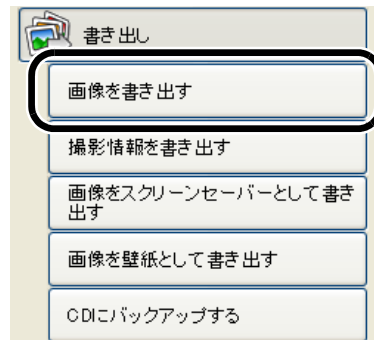 書き出し
画像を書き出す
撮影情報を書き出す
画像をスクリーンセーバーとして書き
出す
画像を壁紙として書き出す
CDにバックアップする